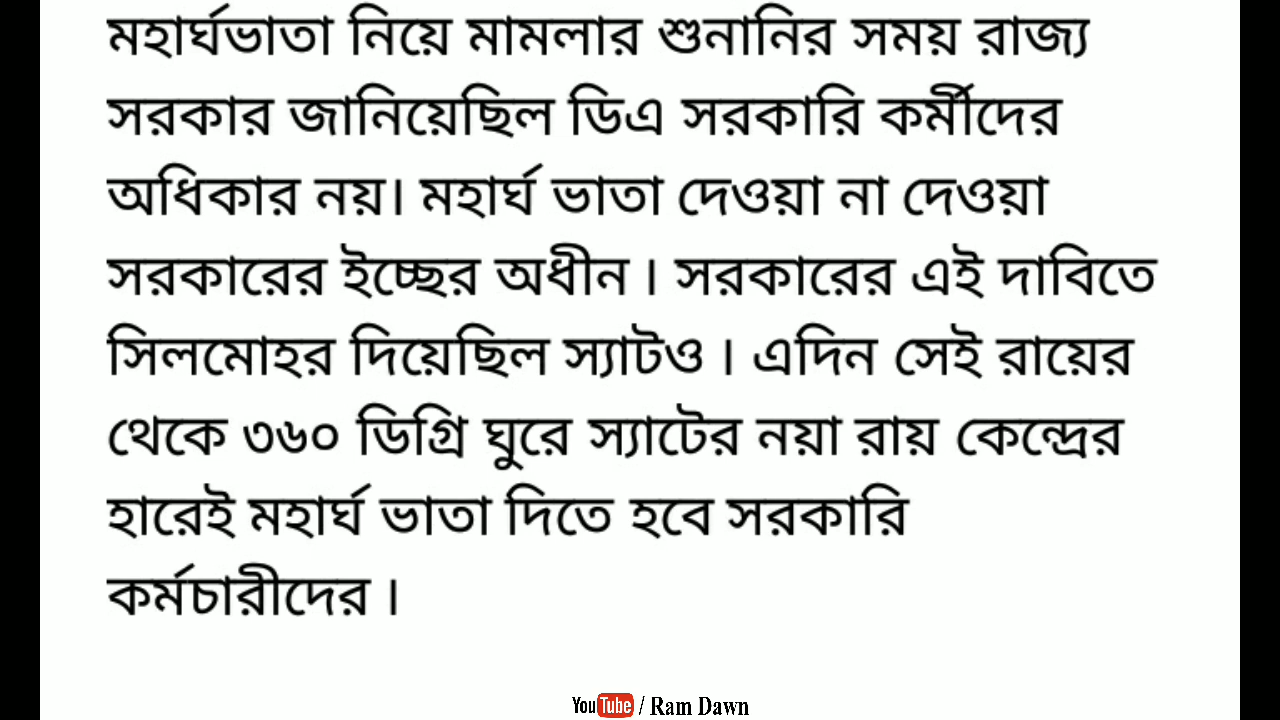 মহার্ঘভাতা নিয়ে মামলার শুনানির সময় রাজ্য
সরকার জানিয়েছিল ডিএ সরকারি কর্মীদের
অধিকার নয়। মহার্ঘ ভাতা দেওয়া না দেওয়া
সরকারের ইচ্ছের অধীন । সরকারের এই দাবিতে
সিলমোহর দিয়েছিল স্যাটও । এদিন সেই রায়ের
থেকে ৩৬০ ডিগ্রি ঘুরে স্যাটের নয়া রায় কেন্দ্রের
হারেই মহার্ঘ ভাতা দিতে হবে সরকারি
কর্মচারীদের ।
YouTube / Ram Dawn